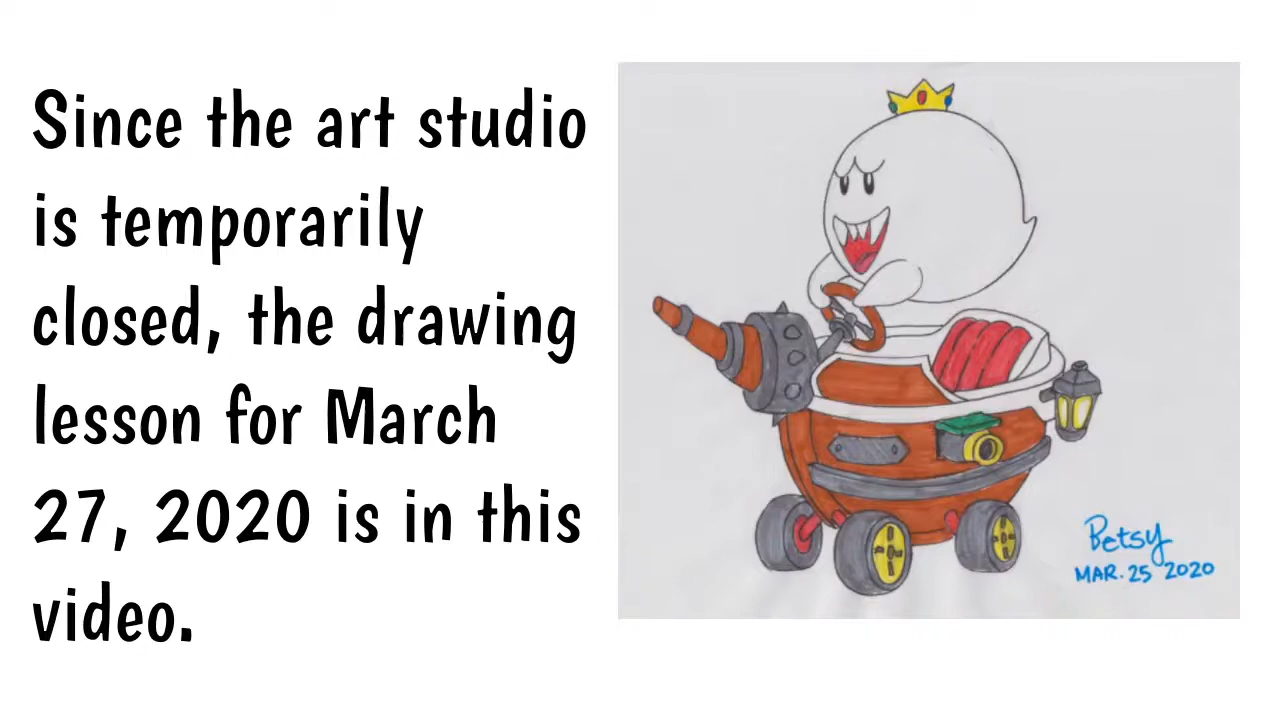 Since the art studio
is temporarily
closed, the drawing
lesson for March
27, 2020 is in this
video.
Betsy
MAR. 25 2020